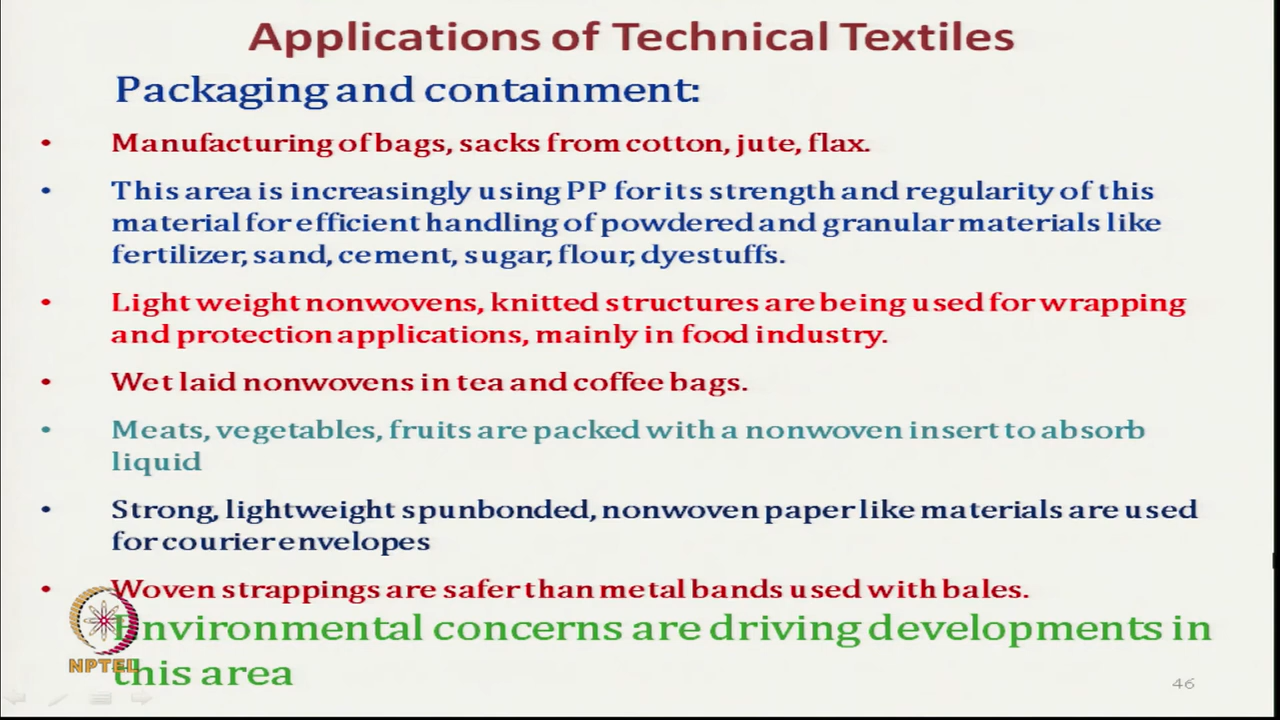 Applications of Technical Textiles
Packaging and containment:
• Manufacturing of bags, sacks from cotton, jute, flax.
• This area is increasingly using PP for its strength and regularity of this
material for efficient handling of powdered and granular materials like
fertilizer, sand, cement, sugar, flour, dyestuffs.
• Light weight nonwovens, knitted structures are being used for wrapping
and protection applications, mainly in food industry.
• Wet laid nonwovens in tea and coffee bags.
• Meats, vegetables, fruits are packed with a nonwoven insert to absorb
liquid
• Strong, lightweight spunbonded, nonwoven paper like materials are used
for courier envelopes
• Woven strappings are safer than metal bands used with bales.
Environmental concerns are driving developments in
this area
NPTEL
46